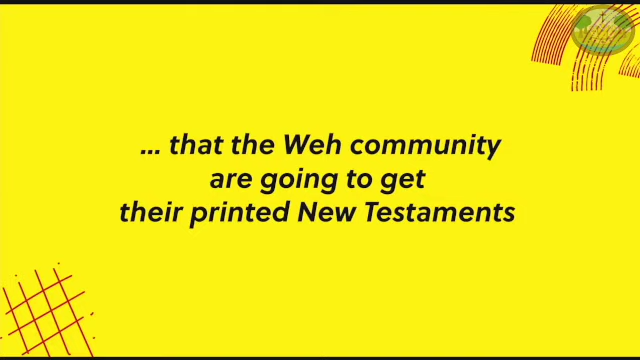 ... that the Weh community
are going to get
their printed New Testaments